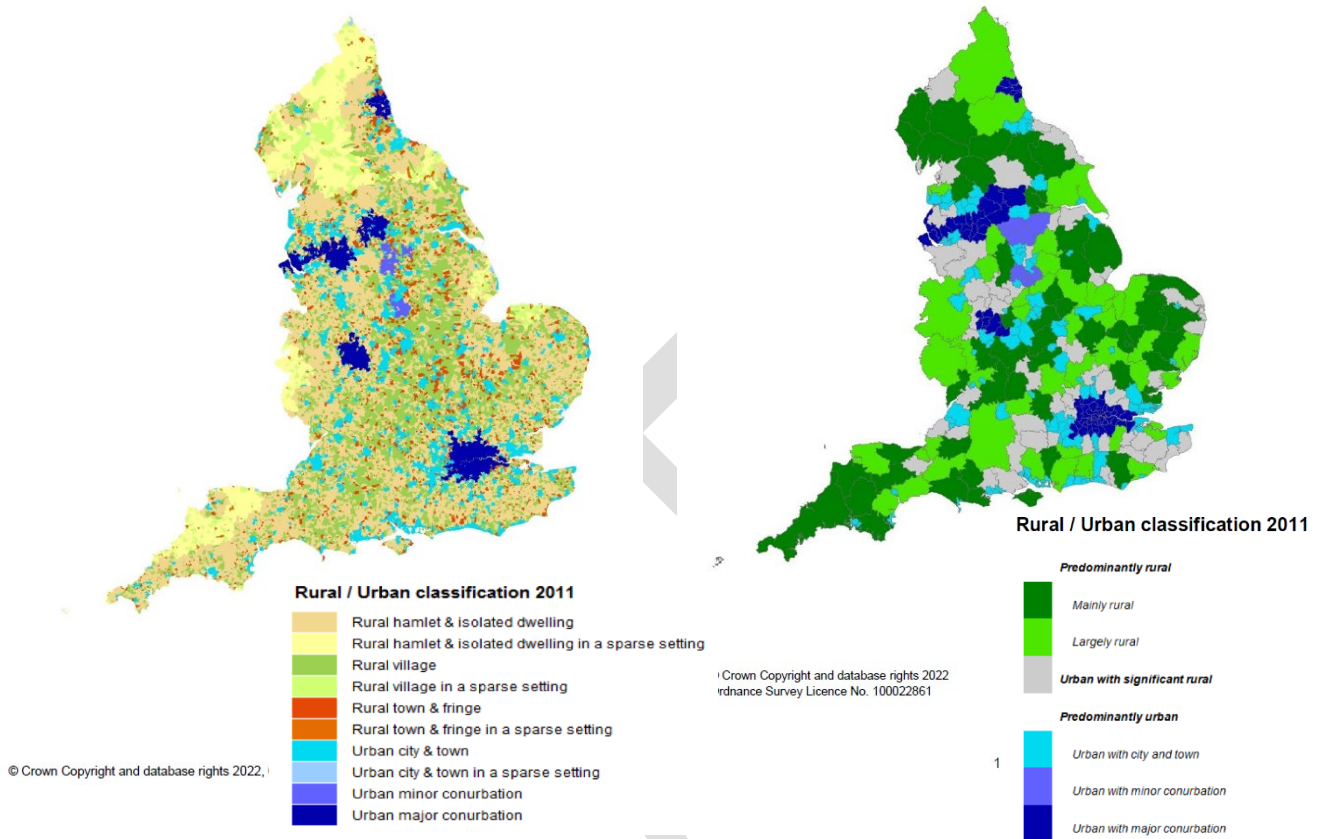 Rural / Urban classification 2011
Rural hamlet & isolated dwelling
Rural hamlet & isolated dwelling in a sparse setting
Rural village
Rural village in a sparse setting
Rural town & fringe
Rural town & fringe in a sparse setting
Urban city & town
Urban city & town in a sparse setting
Urban minor conurbation
Urban major conurbation
© Crown Copyright and database rights 2022,
Rural / Urban classification 2011
Predominantly rural
Mainly rural
Largely rural
Urban with significant rural
Predominantly urban
Urban with city and town
Urban with minor conurbation
Urban with major conurbation
Crown Copyright and database rights 2022
rdnance Survey Licence No. 100022861
1